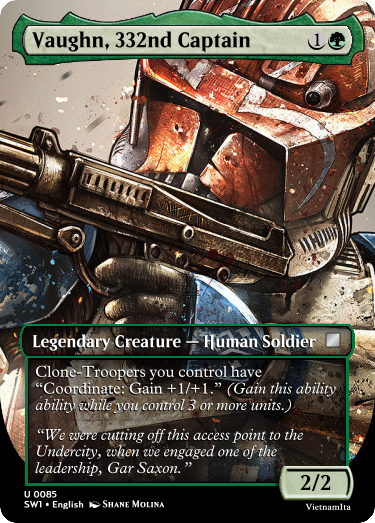 Vaughn, 332nd Captain 1
Legendary Creature — Human Soldier
Clone-Troopers you control have
“Coordinate: Gain +1/+1.” (Gain this ability
ability while you control 3 or more units.)
“We were cutting off this access point to the
Undercity, when we engaged one of the
leadership, Gar Saxon.”
2/2
U 0085
SW1 • English Shane Molina
VietnamIta